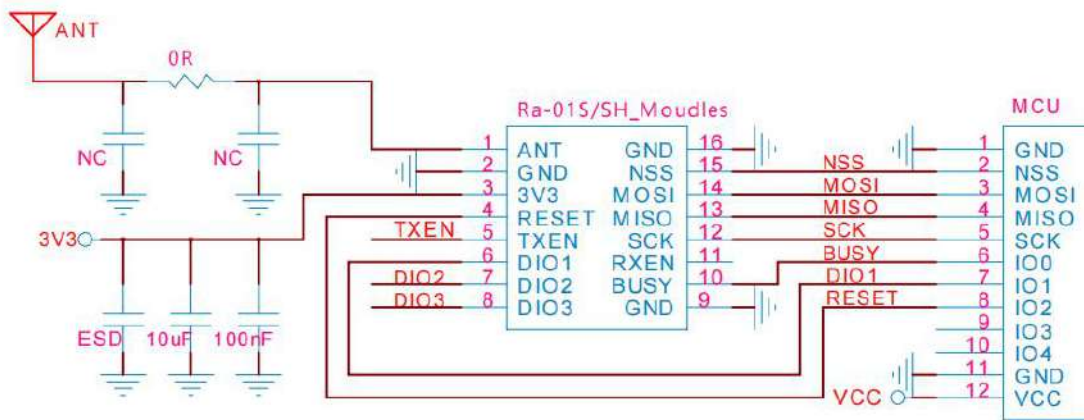 ANT
0R
NC
NC
3V3
ESD
10uF
100nF
Ra-01S/SH_Moudles
1 ANT GND 16
2 GND NSS 15
3 3V3 MOSI 14
4 RESET MISO 13
TXEN 5 TXEN SCK 12
6 DIO1 RXEN 11
DIO2 7 DIO2 BUSY 10
DIO3 8 DIO3 GND 9
NSS
MOSI
MISO
SCK
BUSY
DIO1
RESET
VCC
MCU
1 GND
2 NSS
3 MOSI
4 MISO
5 SCK
6 IO0
7 IO1
8 IO2
9 IO3
10 IO4
11 GND
12 VCC